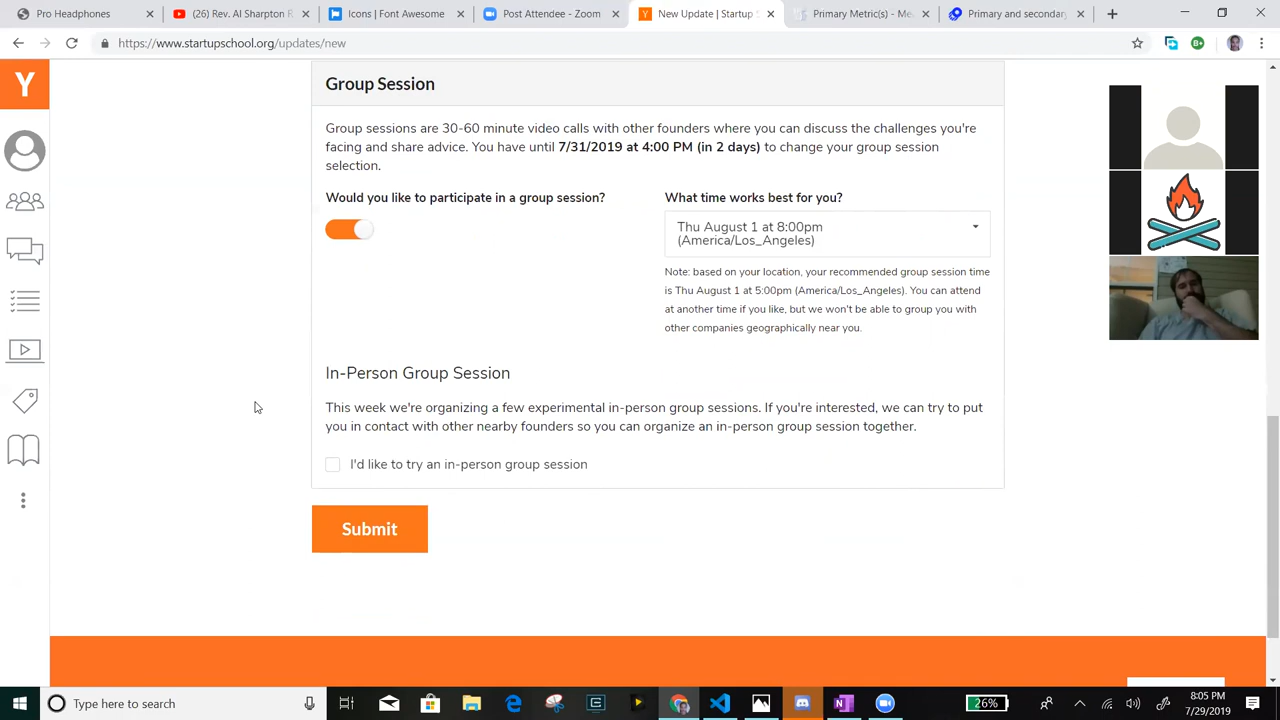 Pro Headphones
(26) Rev. Al Sharpton R
Icons | Font Awesome
Post Attendee - Zoom
New Update | Startup S
Primary Metric(s) - Me
Primary and secondary
https://www.startupschool.org/updates/new
Y
Group Session
Group sessions are 30-60 minute video calls with other founders where you can discuss the challenges you're
facing and share advice. You have until 7/31/2019 at 4:00 PM (in 2 days) to change your group session
selection.
Would you like to participate in a group session?
What time works best for you?
Thu August 1 at 8:00pm
(America/Los_Angeles)
Note: based on your location, your recommended group session time
is Thu August 1 at 5:00pm (America/Los_Angeles). You can attend
at another time if you like, but we won't be able to group you with
other companies geographically near you.
In-Person Group Session
This week we're organizing a few experimental in-person group sessions. If you're interested, we can try to put
you in contact with other nearby founders so you can organize an in-person group session together.
I'd like to try an in-person group session
Submit
Type here to search
26%
8:05 PM
7/29/2019